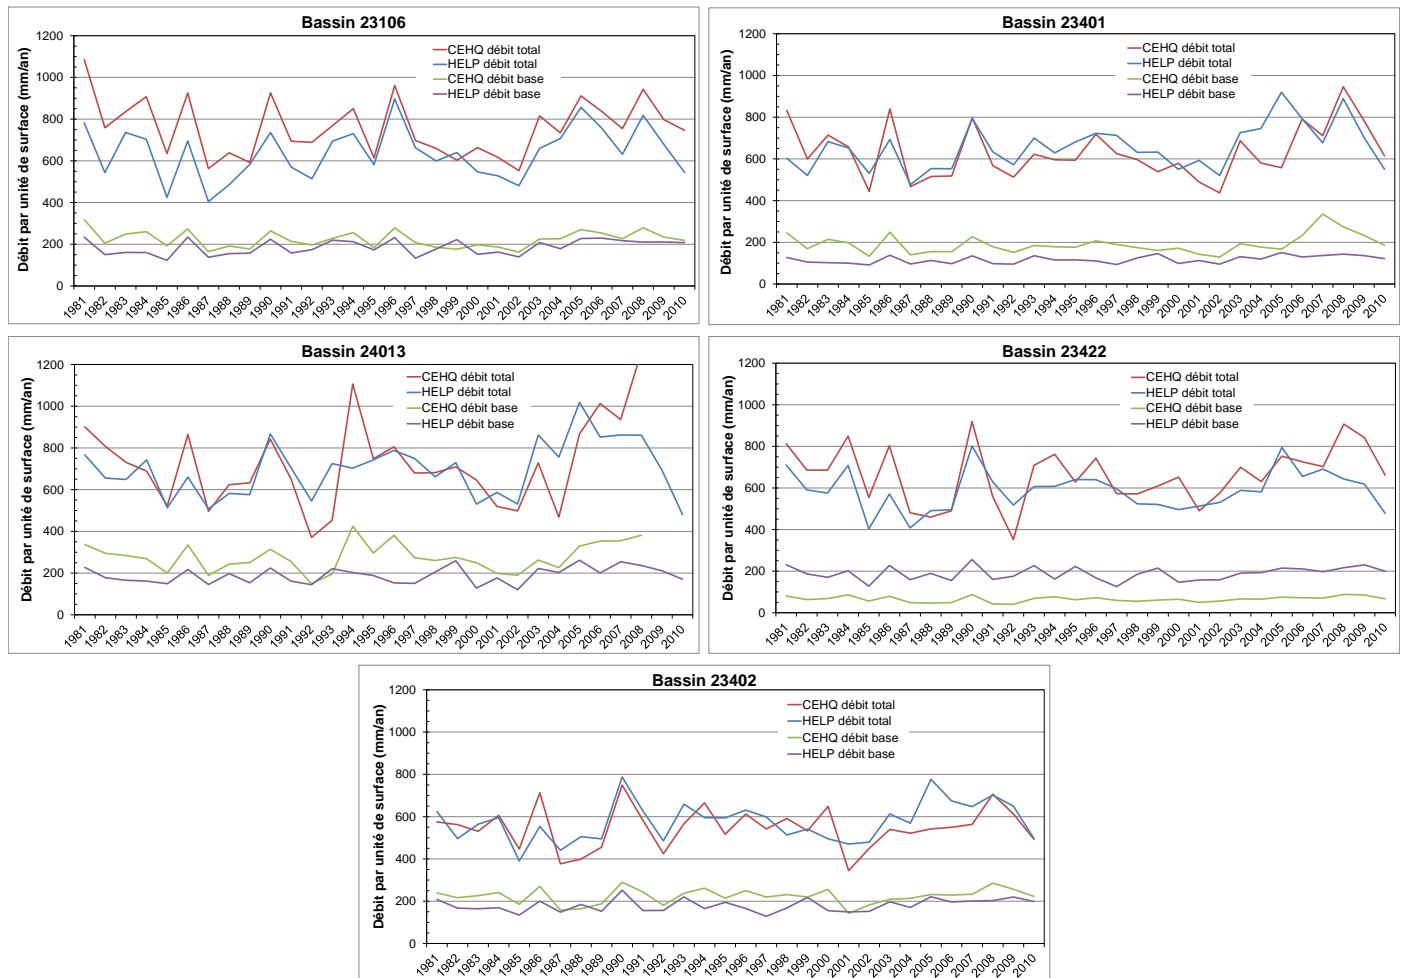 Bassin 23106
Débit par unité de surface (mm/an)
1200
1000
800
600
400
200
0
CEHQ débit total
HELP débit total
CEHQ débit base
HELP débit base
1981 1982 1983 1984 1985 1986 1987 1988 1989 1990 1991 1992 1993 1994 1995 1996 1997 1998 1999 2000 2001 2002 2003 2004 2005 2006 2007 2008 2009 2010
Bassin 23401
Débit par unité de surface (mm/an)
1200
1000
800
600
400
200
0
CEHQ débit total
HELP débit total
CEHQ débit base
HELP débit base
1981 1982 1983 1984 1985 1986 1987 1988 1989 1990 1991 1992 1993 1994 1995 1996 1997 1998 1999 2000 2001 2002 2003 2004 2005 2006 2007 2008 2009 2010
Bassin 24013
Débit par unité de surface (mm/an)
1200
1000
800
600
400
200
0
CEHQ débit total
HELP débit total
CEHQ débit base
HELP débit base
1981 1982 1983 1984 1985 1986 1987 1988 1989 1990 1991 1992 1993 1994 1995 1996 1997 1998 1999 2000 2001 2002 2003 2004 2005 2006 2007 2008 2009 2010
Bassin 23422
Débit par unité de surface (mm/an)
1200
1000
800
600
400
200
0
CEHQ débit total
HELP débit total
CEHQ débit base
HELP débit base
1981 1982 1983 1984 1985 1986 1987 1988 1989 1990 1991 1992 1993 1994 1995 1996 1997 1998 1999 2000 2001 2002 2003 2004 2005 2006 2007 2008 2009 2010
Bassin 23402
Débit par unité de surface (mm/an)
1200
1000
800
600
400
200
0
CEHQ débit total
HELP débit total
CEHQ débit base
HELP débit base
1981 1982 1983 1984 1985 1986 1987 1988 1989 1990 1991 1992 1993 1994 1995 1996 1997 1998 1999 2000 2001 2002 2003 2004 2005 2006 2007 2008 2009 2010